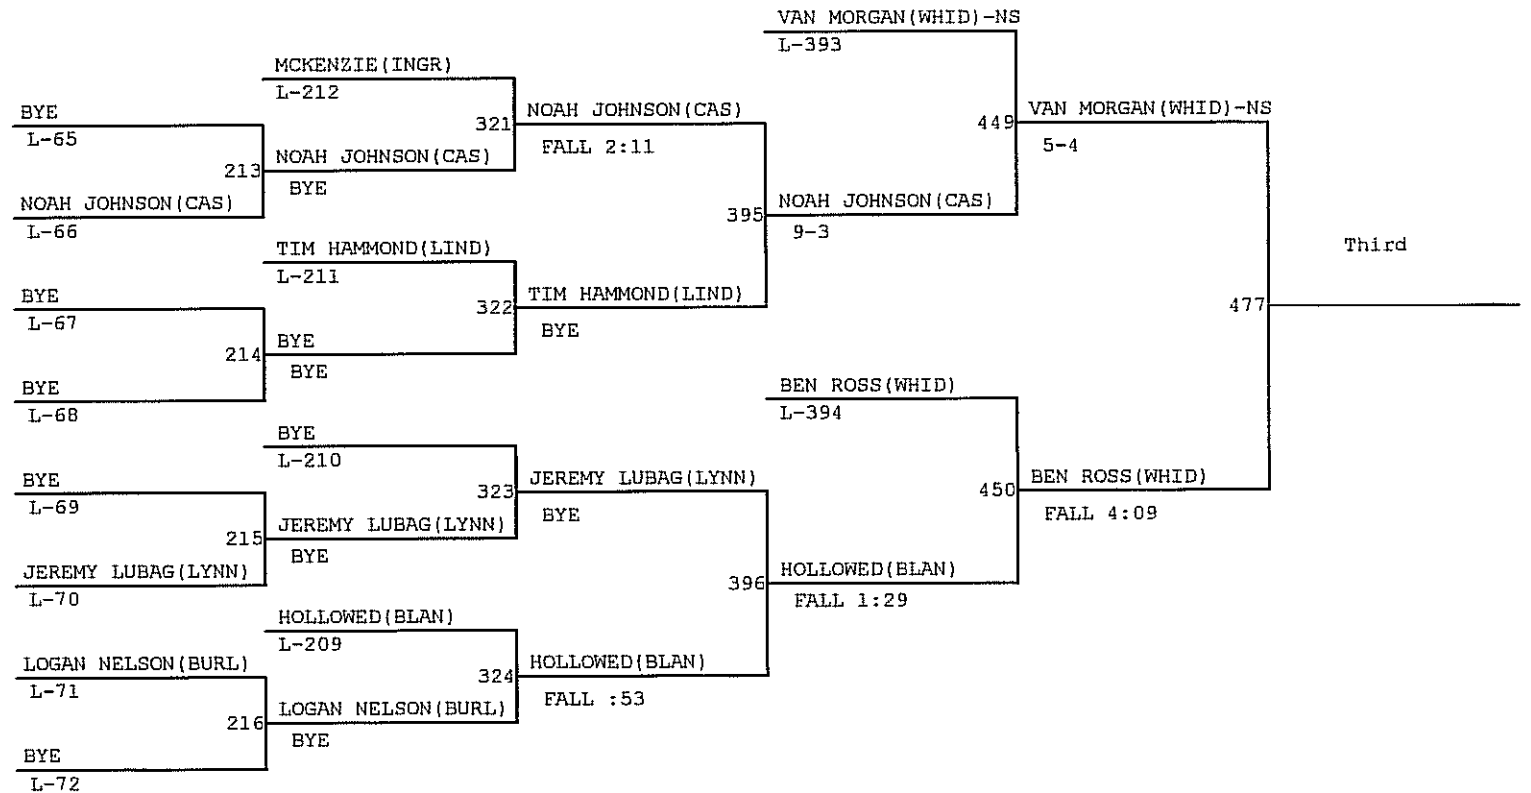 VAN MORGAN(WHID)-NS
L-393
MCKENZIE(INGR)
L-212
BYE
L-65
321
NOAH JOHNSON(CAS)
FALL 2:11
449
VAN MORGAN(WHID)-NS
5-4
213
NOAH JOHNSON(CAS)
BYE
NOAH JOHNSON(CAS)
L-66
395
NOAH JOHNSON(CAS)
9-3
TIM HAMMOND(LIND)
L-211
Third
BYE
L-67
322
TIM HAMMOND(LIND)
BYE
477
214
BYE
BYE
BYE
L-68
BEN ROSS(WHID)
L-394
BYE
L-210
BYE
L-69
323
JEREMY LUBAG(LYNN)
BYE
450
BEN ROSS(WHID)
FALL 4:09
215
JEREMY LUBAG(LYNN)
BYE
JEREMY LUBAG(LYNN)
L-70
396
HOLLOWED(BLAN)
FALL 1:29
HOLLOWED(BLAN)
L-209
LOGAN NELSON(BURL)
L-71
324
HOLLOWED(BLAN)
FALL :53
216
LOGAN NELSON(BURL)
BYE
BYE
L-72